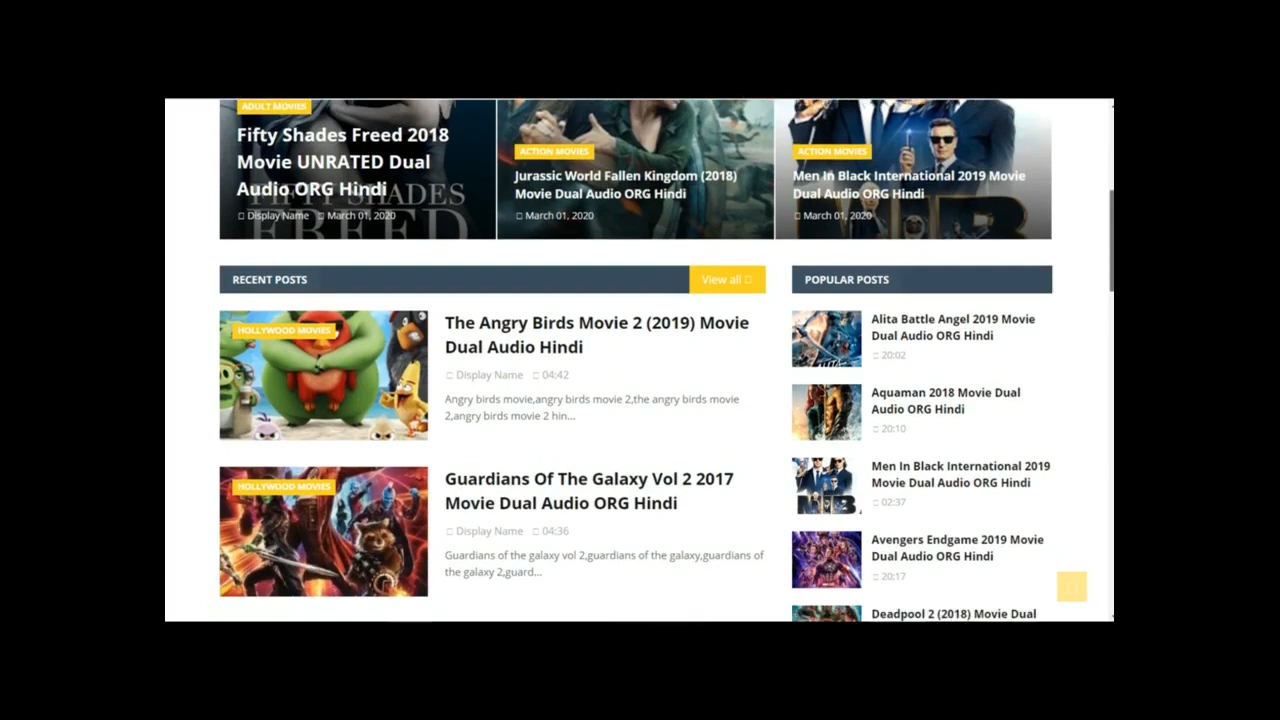 ADULT MOVIES
Fifty Shades Freed 2018
Movie UNRATED Dual
Audio ORG Hindi
Display Name March 01, 2020
FIFTY SHADES
FREED
ACTION MOVIES
Jurassic World Fallen Kingdom (2018)
Movie Dual Audio ORG Hindi
March 01, 2020
ACTION MOVIES
Men In Black International 2019 Movie
Dual Audio ORG Hindi
March 01, 2020
MIB
RECENT POSTS
View all
HOLLYWOOD MOVIES
The Angry Birds Movie 2 (2019) Movie
Dual Audio Hindi
Display Name 04:42
Angry birds movie,angry birds movie 2,the angry birds movie
2,angry birds movie 2 hin...
HOLLYWOOD MOVIES
Guardians Of The Galaxy Vol 2 2017
Movie Dual Audio ORG Hindi
Display Name 04:36
Guardians of the galaxy vol 2,guardians of the galaxy,guardians of
the galaxy 2,guard...
POPULAR POSTS
Alita Battle Angel 2019 Movie
Dual Audio ORG Hindi
20:02
Aquaman 2018 Movie Dual
Audio ORG Hindi
20:10
MIB
Men In Black International 2019
Movie Dual Audio ORG Hindi
02:37
Avengers Endgame 2019 Movie
Dual Audio ORG Hindi
20:17
Deadpool 2 (2018) Movie Dual